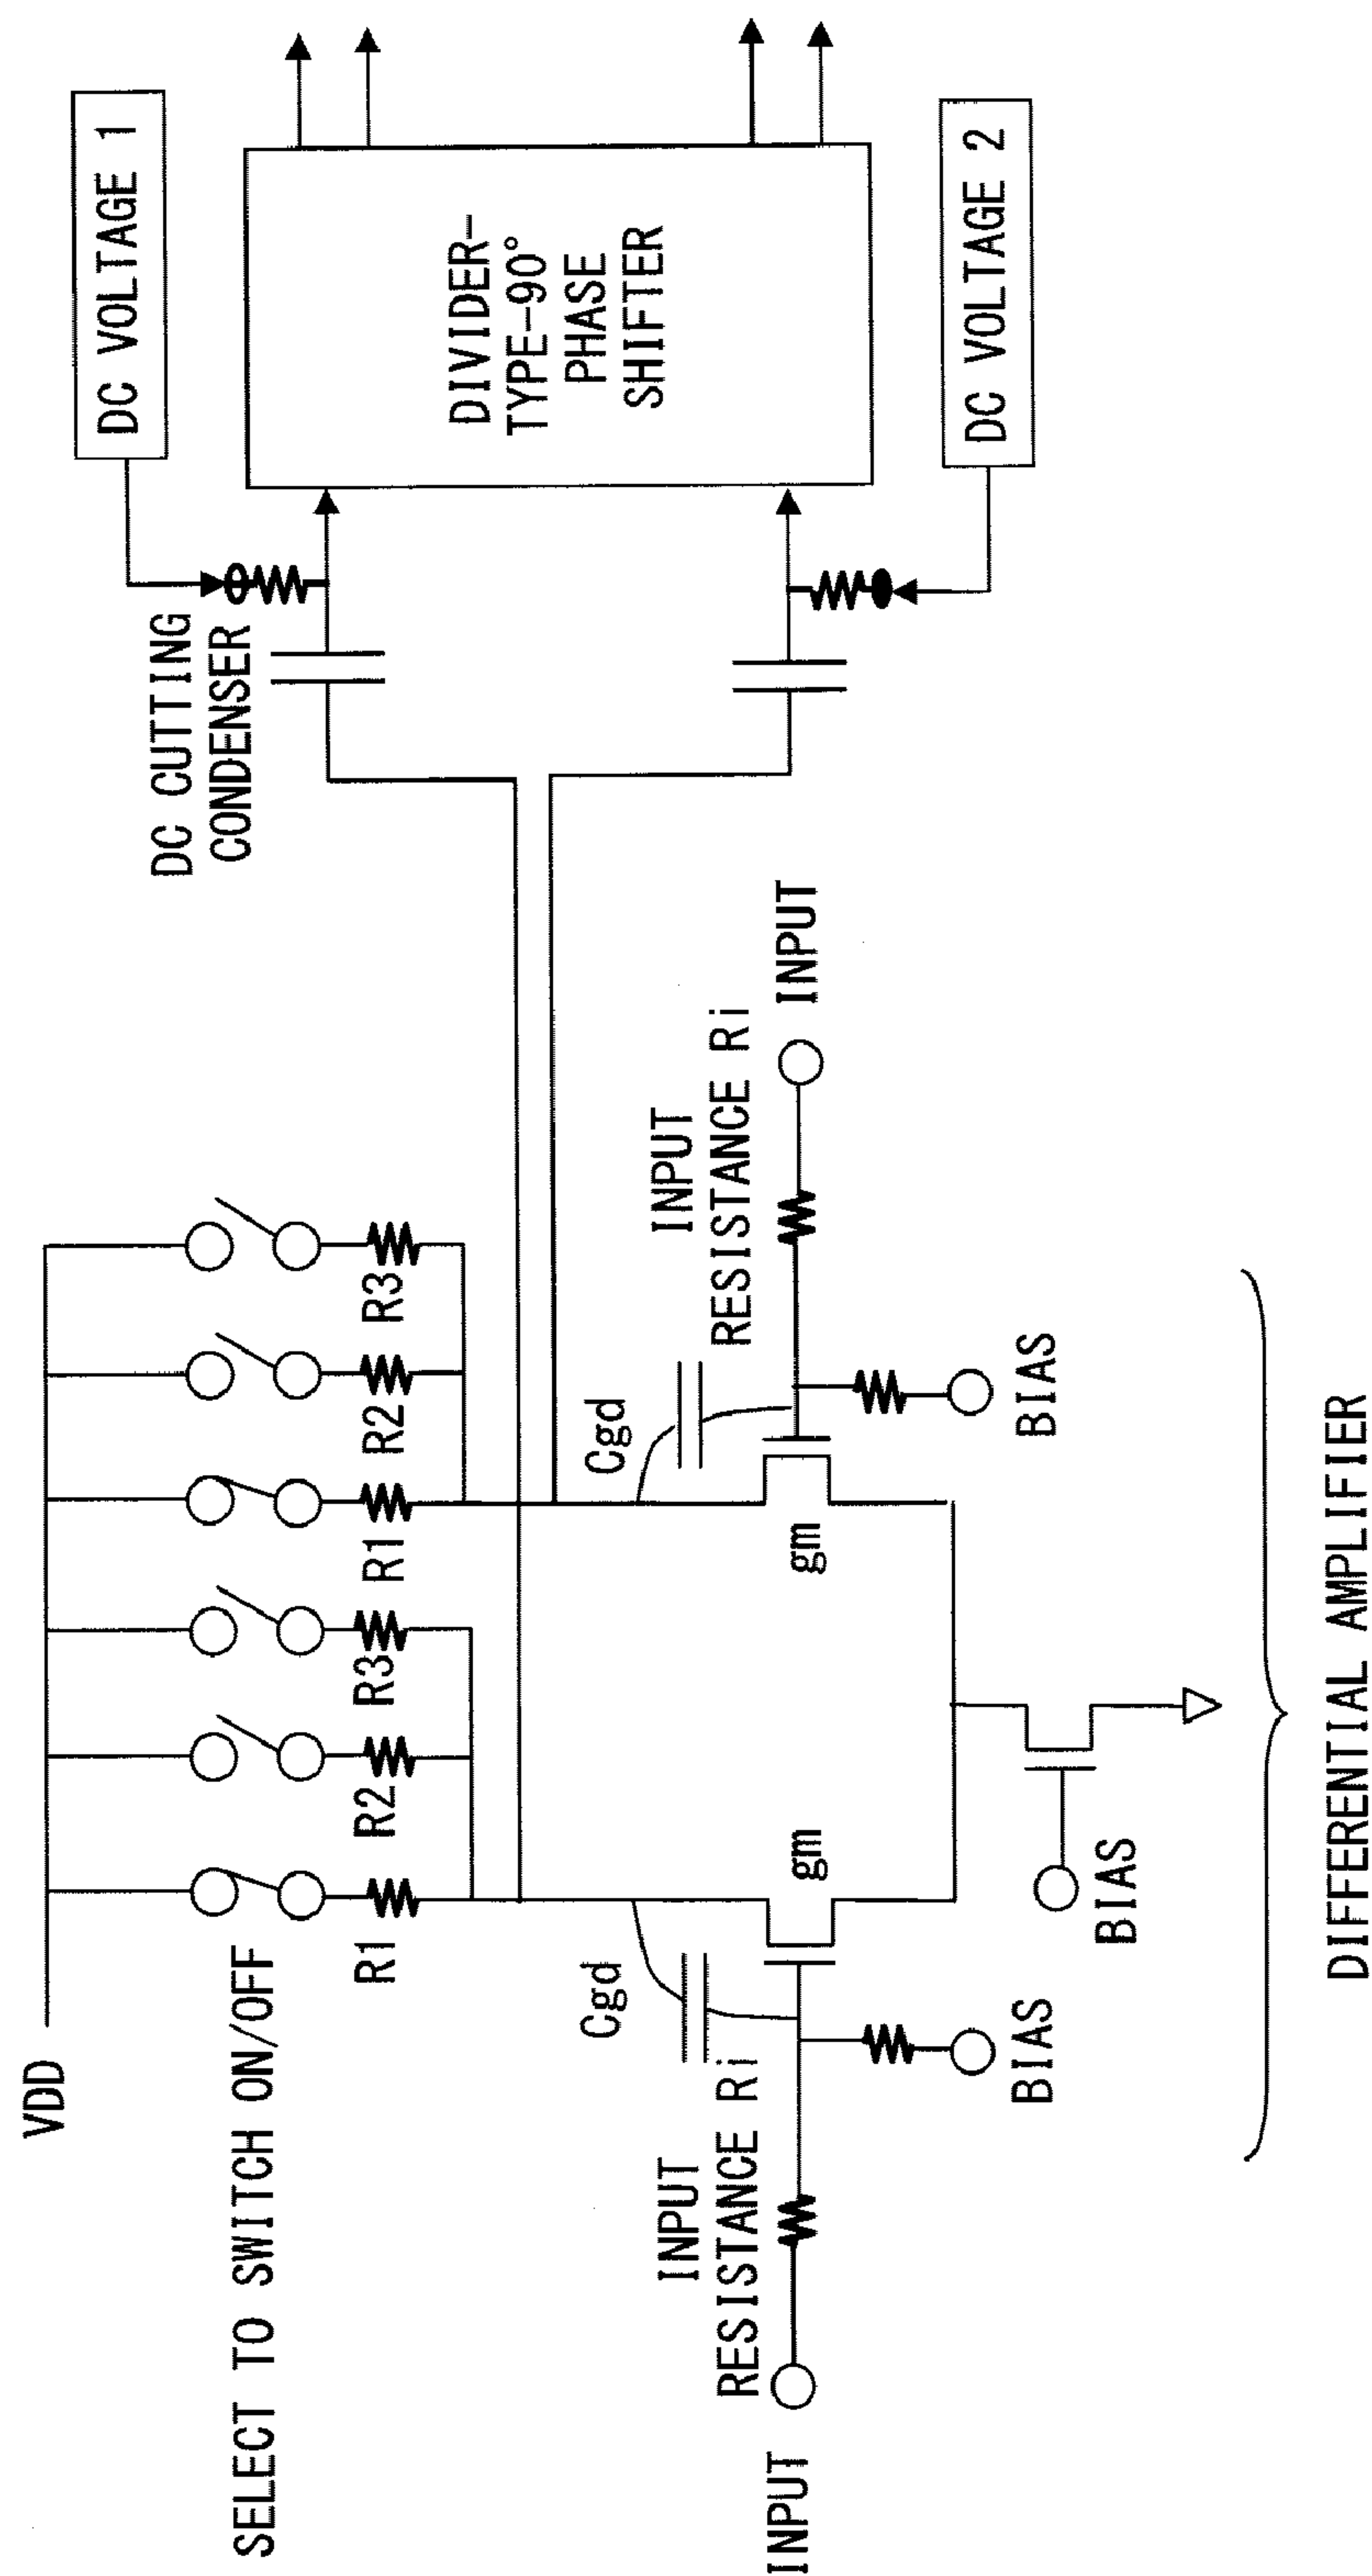 VDD
SELECT TO SWITCH ON/OFF
R1
R2
R3
R1
R2
R3
DC CUTTING
CONDENSER
DC VOLTAGE 1
DIVIDER-
TYPE-90°
PHASE
SHIFTER
DC VOLTAGE 2
Cgd
gm
INPUT
RESISTANCE Ri
INPUT
BIAS
Cgd
gm
INPUT
RESISTANCE Ri
INPUT
BIAS
BIAS
DIFFERENTIAL AMPLIFIER